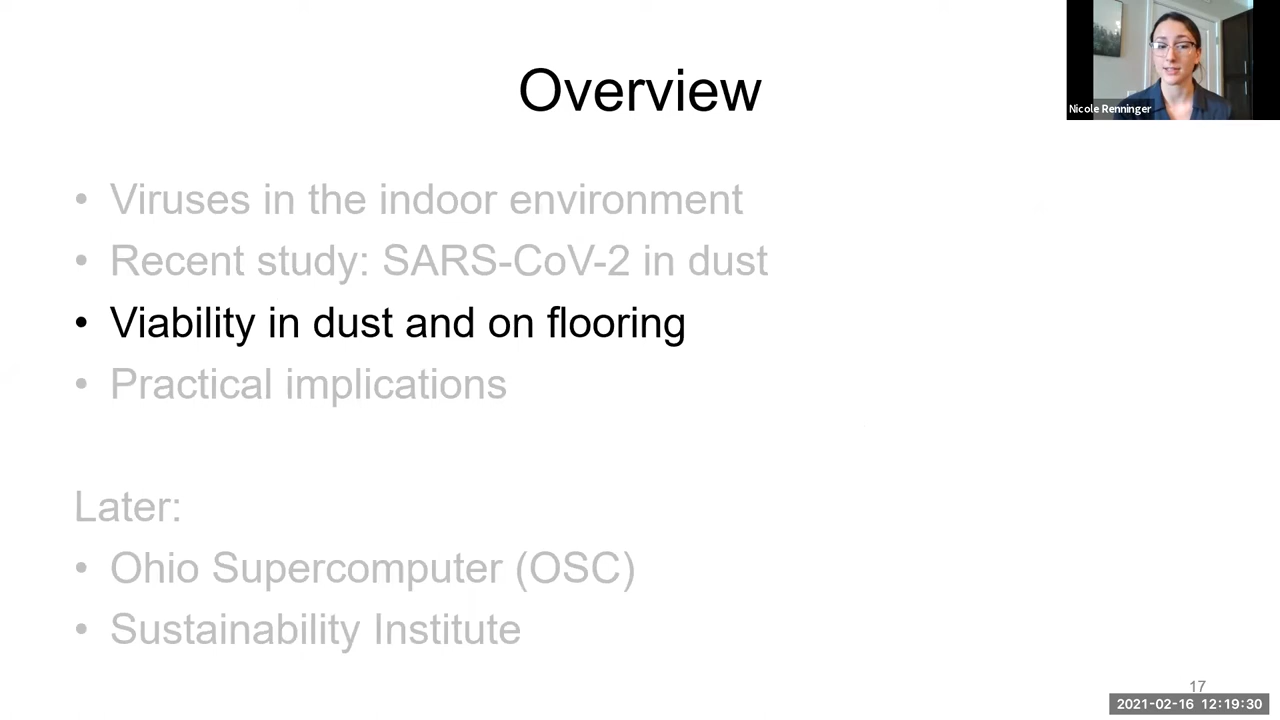 Overview
Nicole Renninger
• Viruses in the indoor environment
• Recent study: SARS-CoV-2 in dust
• Viability in dust and on flooring
• Practical implications
Later:
• Ohio Supercomputer (OSC)
• Sustainability Institute
17
2021-02-16 12:19:30